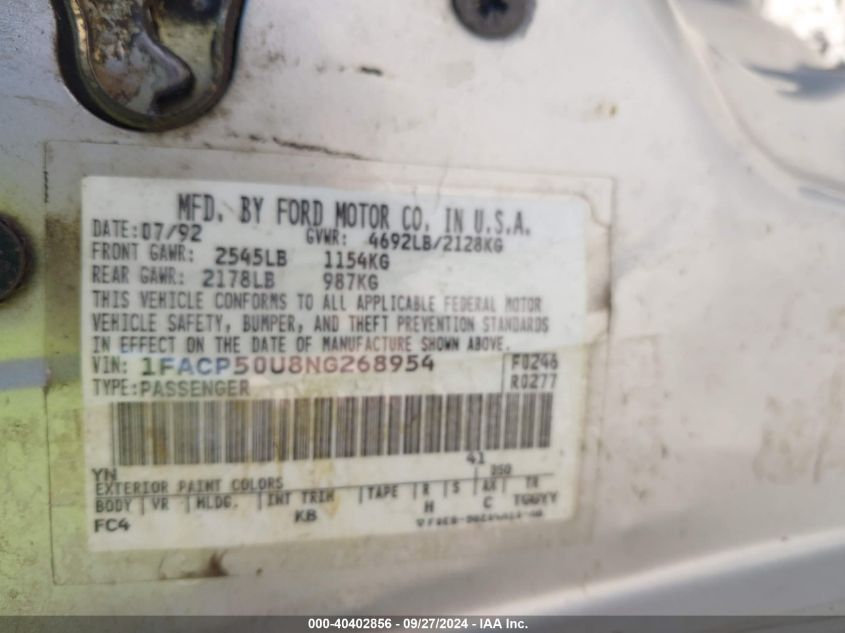 MFD. BY FORD MOTOR CO. IN U.S.A.
DATE: 07/92 GVWR: 4692LB/2128KG
FRONT GAWR: 2545LB 1154KG
REAR GAWR: 2178LB 987KG
THIS VEHICLE CONFORMS TO ALL APPLICABLE FEDERAL MOTOR
VEHICLE SAFETY, BUMPER, AND THEFT PREVENTION STANDARDS
IN EFFECT ON DATE OF MANUFACTURE SHOWN ABOVE.
VIN: 1FACP50U8NG268954 F0246
TYPE: PASSENGER R0277
YN 41
EXTERIOR PAINT COLORS DSO
BODY VR MLDG. INT TRIM TAPE R S AX TR
FC4 KB H C
000-40402856 - 09/27/2024 - IAA Inc.